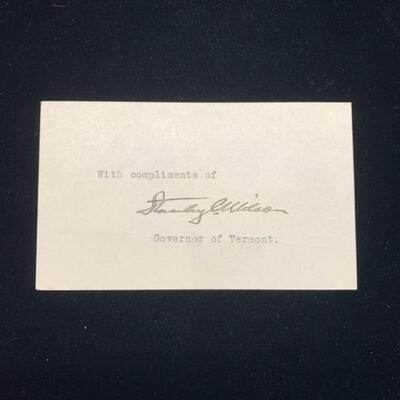 With compliments of
Stanley C. Wilson
Governor of Vermont.